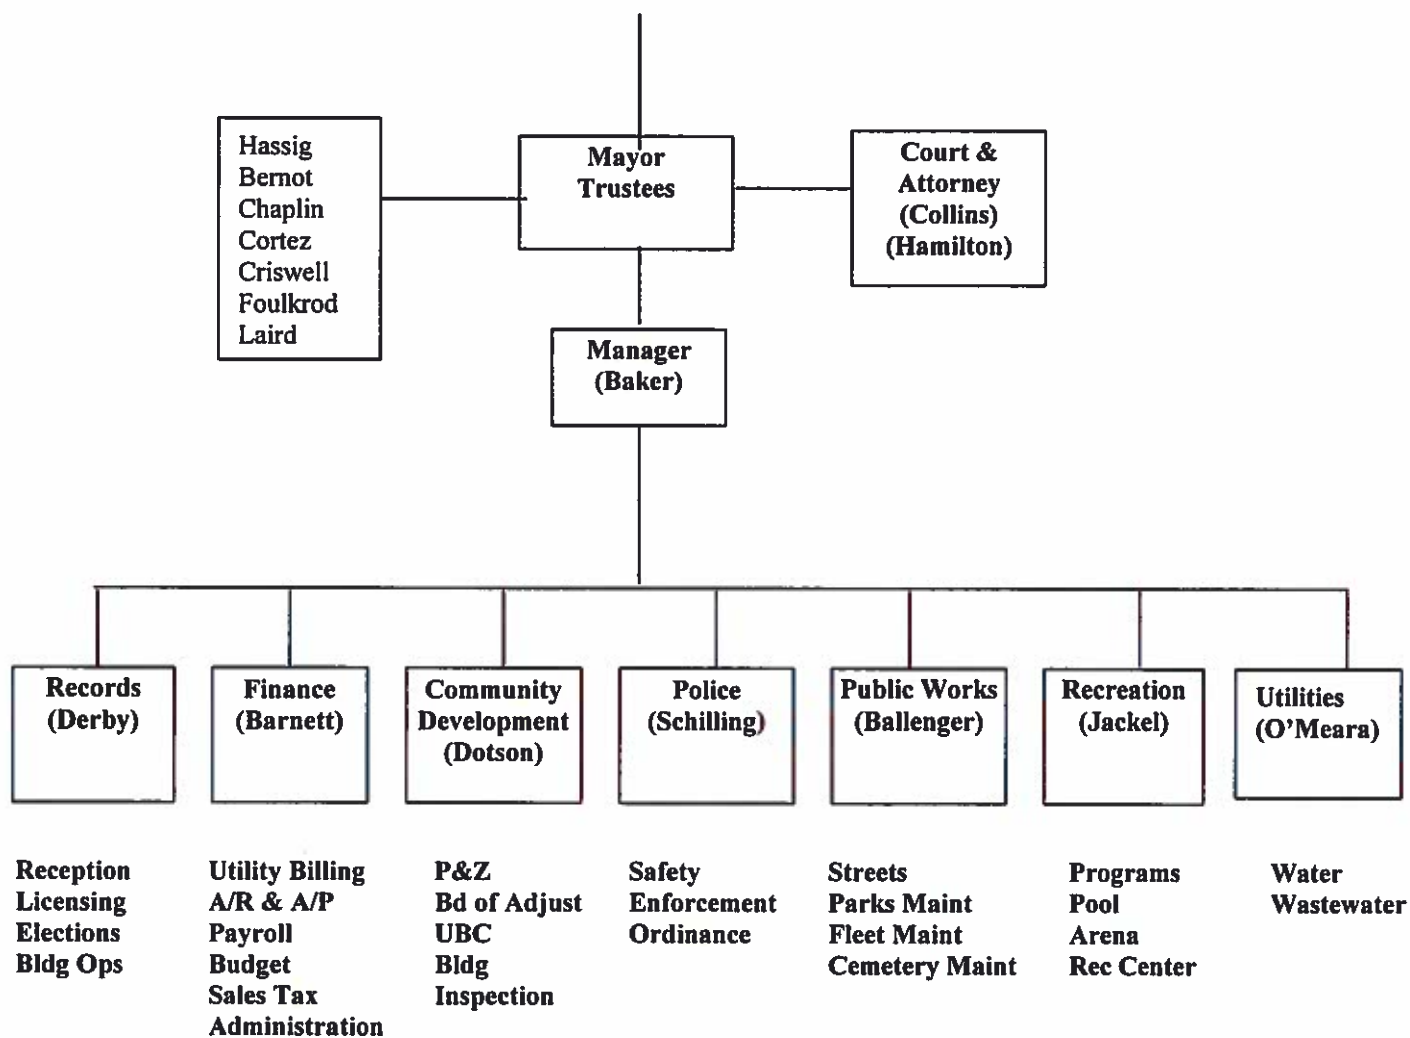 Hassig
Bernot
Chaplin
Cortez
Criswell
Foulkrod
Laird
Mayor
Trustees
Court &
Attorney
(Collins)
(Hamilton)
Manager
(Baker)
Records
(Derby)
Finance
(Barnett)
Community
Development
(Dotson)
Police
(Schilling)
Public Works
(Ballenger)
Recreation
(Jackel)
Utilities
(O'Meara)
Reception
Licensing
Elections
Bldg Ops
Utility Billing
A/R & A/P
Payroll
Budget
Sales Tax
Administration
P&Z
Bd of Adjust
UBC
Bldg
Inspection
Safety
Enforcement
Ordinance
Streets
Parks Maint
Fleet Maint
Cemetery Maint
Programs
Pool
Arena
Rec Center
Water
Wastewater